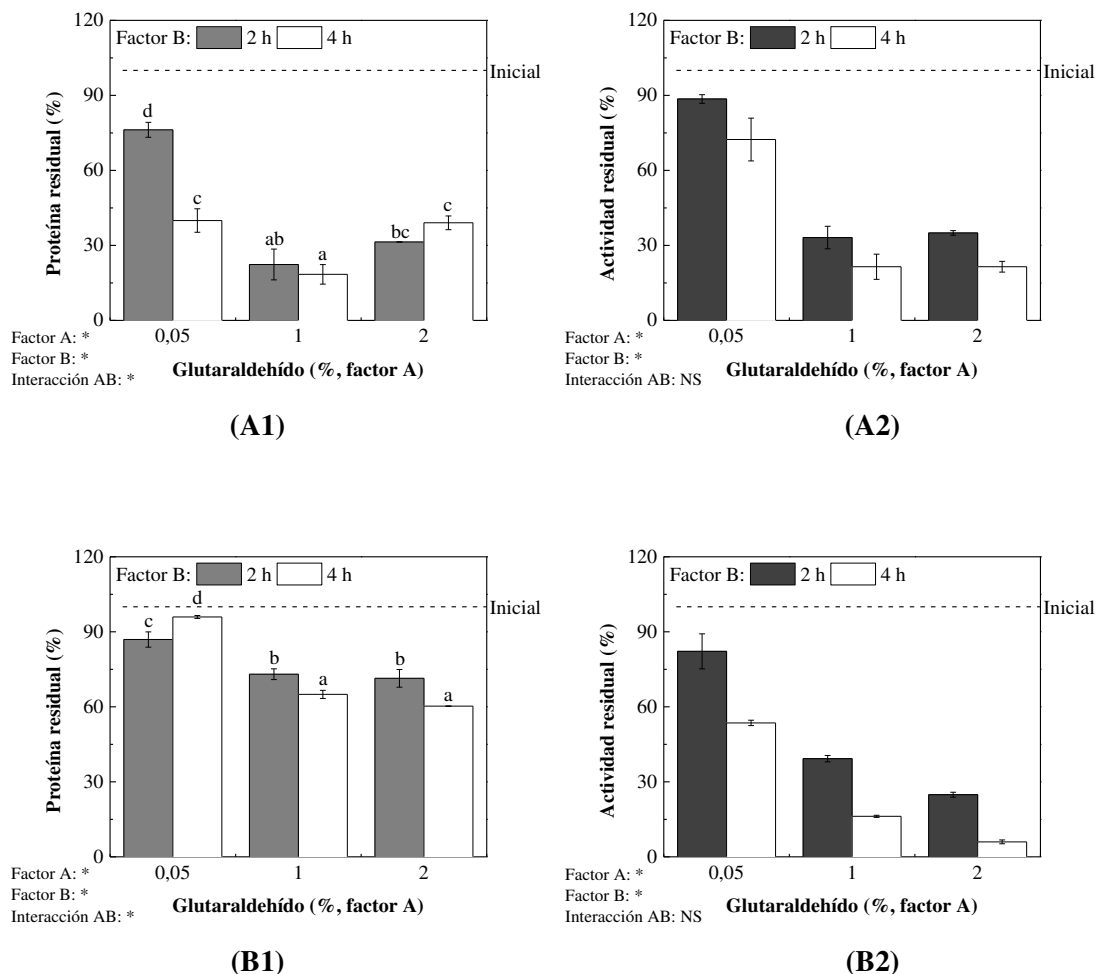 120
90
60
30
0
Proteína residual (%)
Factor B: 2 h 4 h
Inicial
d
c
ab
a
bc
c
0,05 1 2
Factor A: *
Factor B: *
Interacción AB: *
Glutaraldehído (%, factor A)
(A1)
120
90
60
30
0
Actividad residual (%)
Factor B: 2 h 4 h
Inicial
0,05 1 2
Factor A: *
Factor B: *
Interacción AB: NS
Glutaraldehído (%, factor A)
(A2)
120
90
60
30
0
Proteína residual (%)
Factor B: 2 h 4 h
Inicial
c
d
b
a
b
a
0,05 1 2
Factor A: *
Factor B: *
Interacción AB: *
Glutaraldehído (%, factor A)
(B1)
120
90
60
30
0
Actividad residual (%)
Factor B: 2 h 4 h
Inicial
0,05 1 2
Factor A: *
Factor B: *
Interacción AB: NS
Glutaraldehído (%, factor A)
(B2)